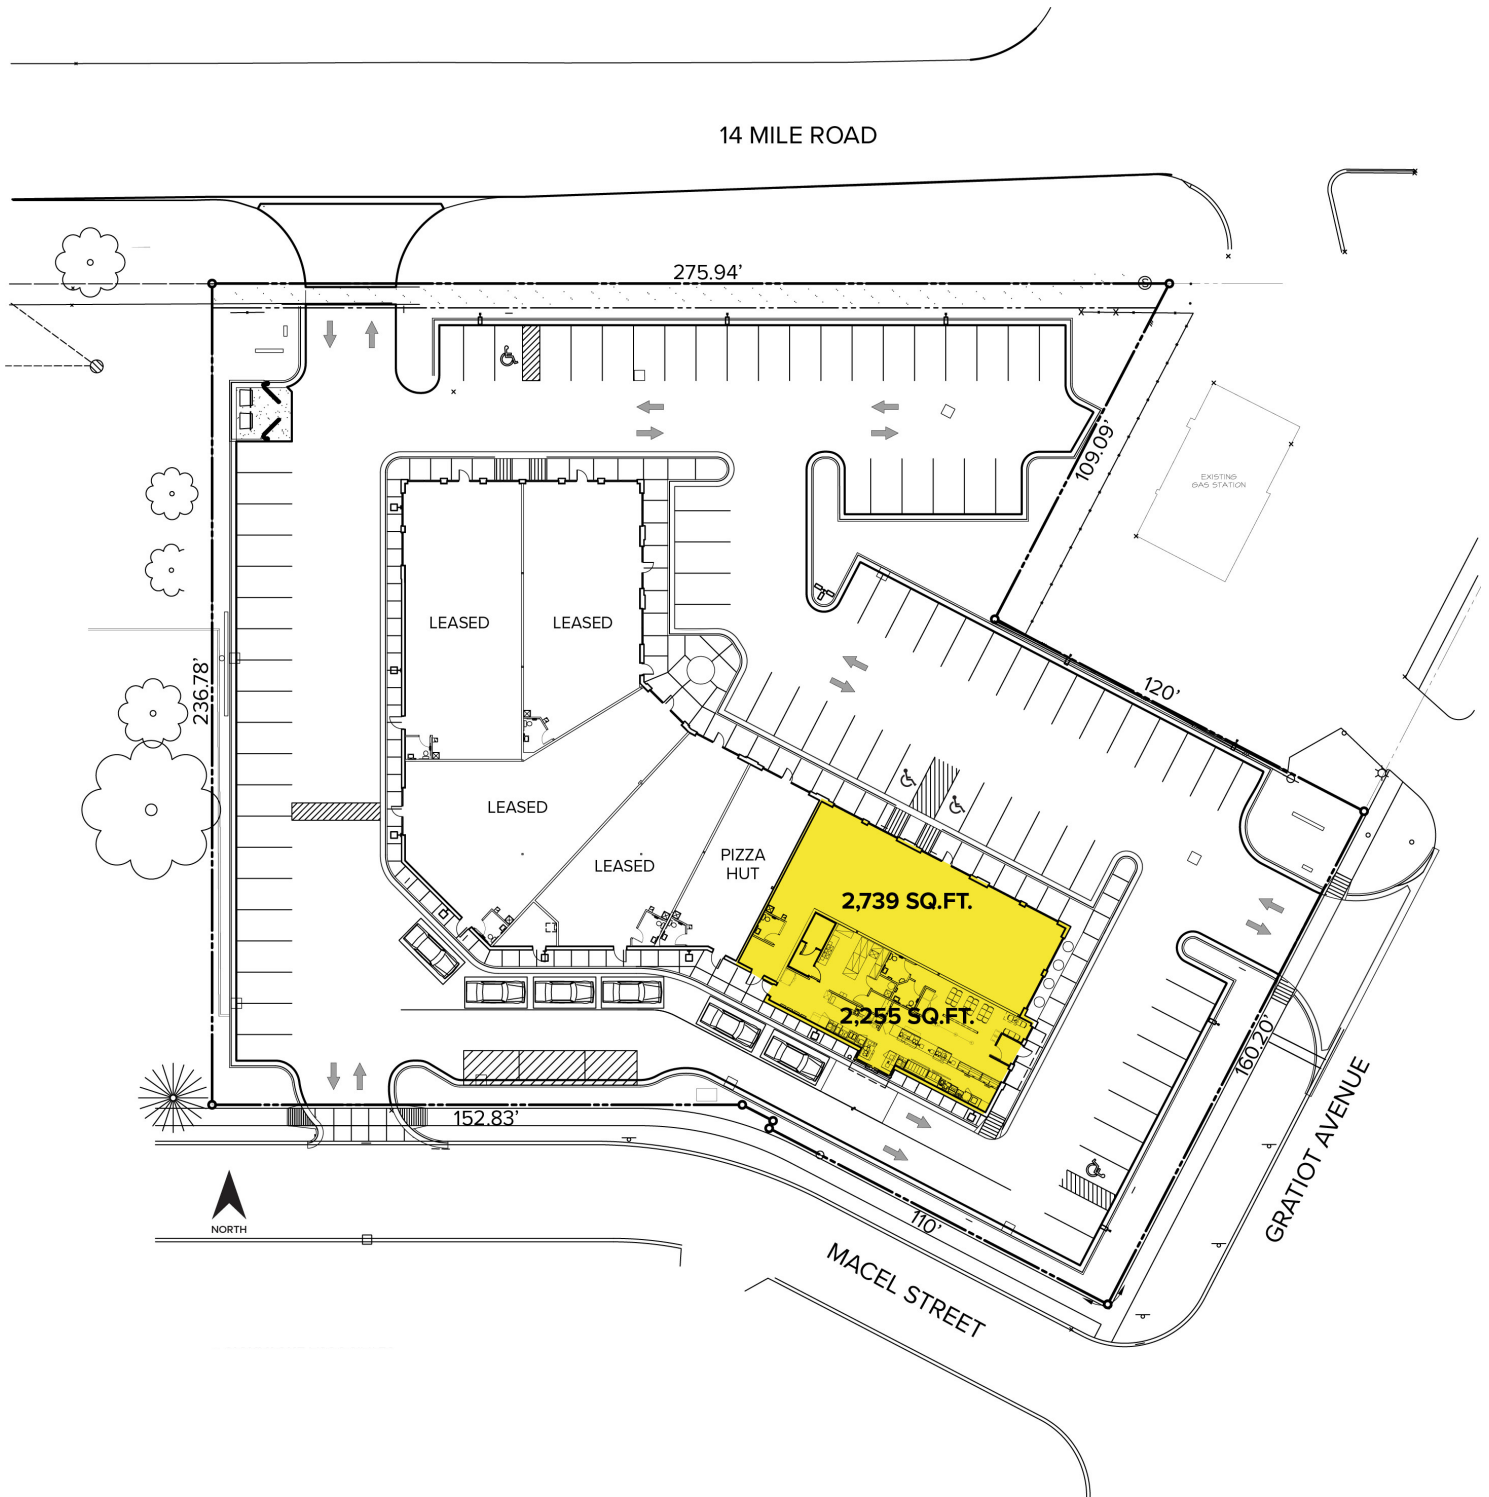 14 MILE ROAD
275.94’
109.09’
EXISTING
GAS STATION
LEASED
LEASED
236.78’
120’
LEASED
LEASED
PIZZA
HUT
2,739 SQ.FT.
2,255 SQ.FT.
160.20’
152.83’
GRATIOT AVENUE
NORTH
110’
MACEL STREET